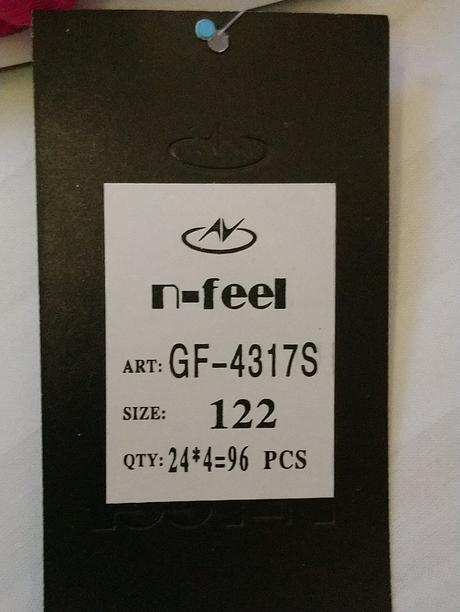 n-feel
ART: GF-4317S
SIZE: 122
QTY: 24*4=96 PCS